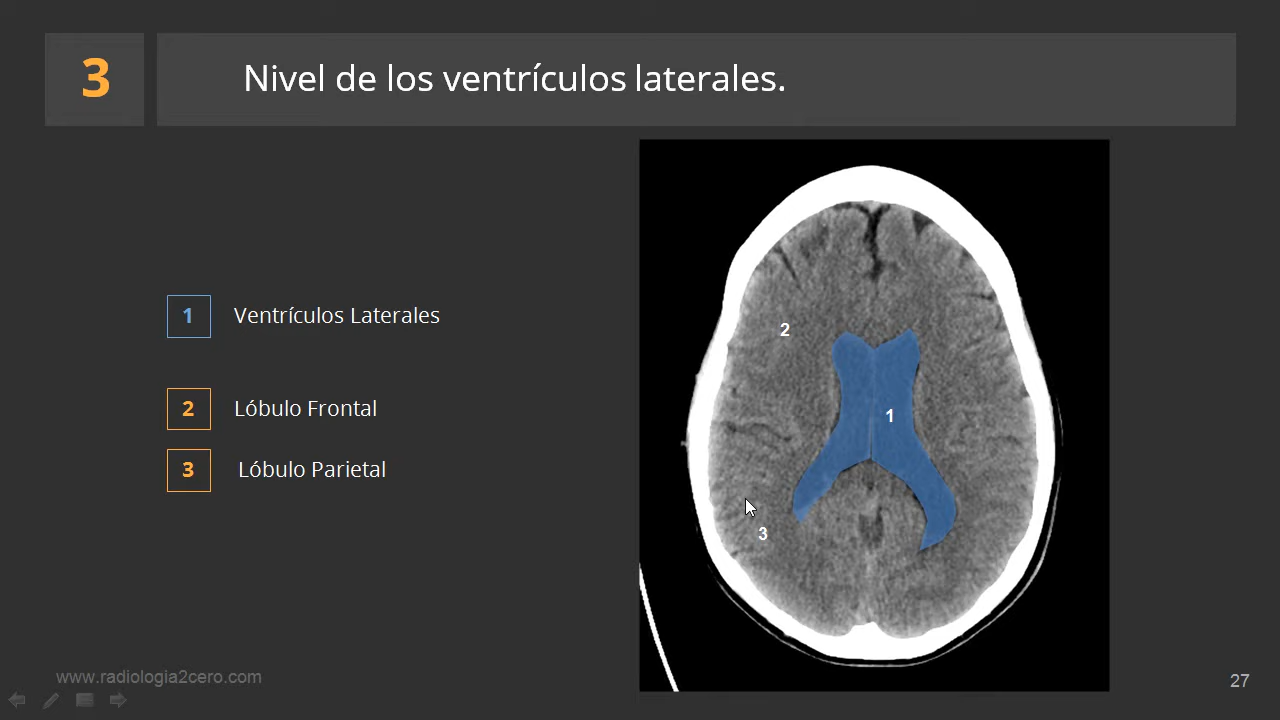 3
Nivel de los ventrículos laterales.
1 Ventrículos Laterales
2 Lóbulo Frontal
3 Lóbulo Parietal
2
1
3
www.radiologia2cero.com
27